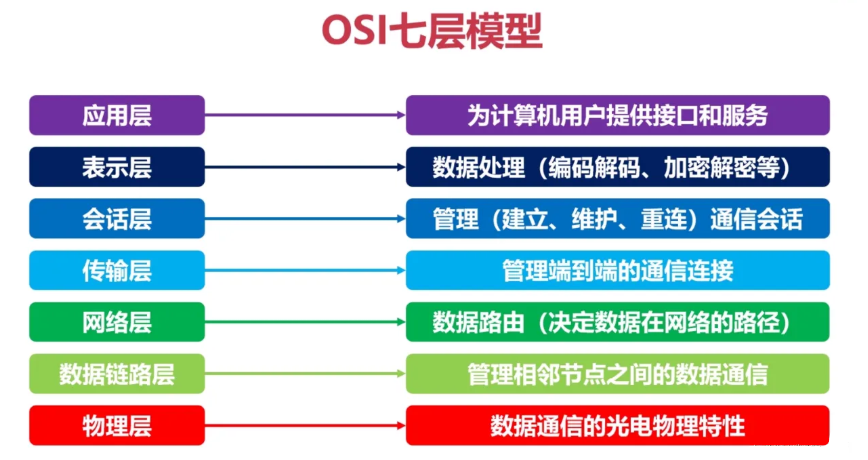 OSI七层模型
应用层
为计算机用户提供接口和服务
表示层
数据处理（编码解码、加密解密等）
会话层
管理（建立、维护、重连）通信会话
传输层
管理端到端的通信连接
网络层
数据路由（决定数据在网络的路径）
数据链路层
管理相邻节点之间的数据通信
物理层
数据通信的光电物理特性